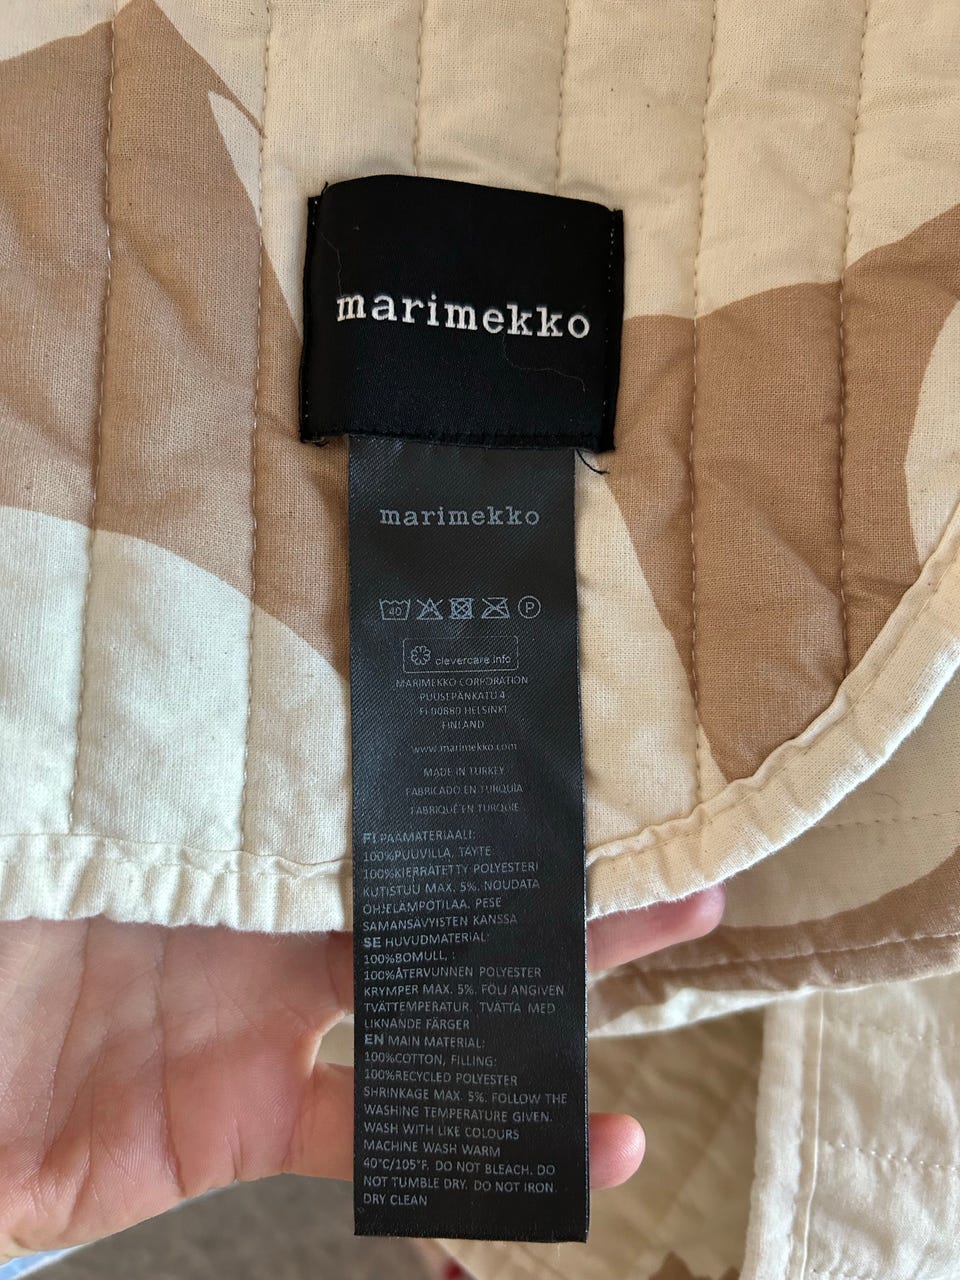 marimekko
marimekko
40 P
clevercare.info
MARIMEKKO CORPORATION
PUUSEPÄNKATU 4
FI 00880 HELSINKI
FINLAND
www.marimekko.com
MADE IN TURKEY
FABRICADO EN TURQUÍA
FABRIQUÉ EN TURQUIE
FI PÄÄMATERIAALI:
100%PUUVILLA, TÄYTE:
100%KIERRÄTETTY POLYESTERI
KUTISTUU MAX. 5%. NOUDATA
OHJELÄMPÖTILAA. PESE
SAMANSÄVYISTEN KANSSA
SE HUVUDMATERIAL:
100%BOMULL, :
100%ÅTERVUNNEN POLYESTER
KRYMPER MAX. 5%. FÖLJ ANGIVEN
TVÄTTEMPERATUR. TVÄTTA MED
LIKNANDE FÄRGER
EN MAIN MATERIAL:
100%COTTON, FILLING:
100%RECYCLED POLYESTER
SHRINKAGE MAX. 5%. FOLLOW THE
WASHING TEMPERATURE GIVEN.
WASH WITH LIKE COLOURS
MACHINE WASH WARM
40°C/105°F. DO NOT BLEACH. DO
NOT TUMBLE DRY. DO NOT IRON.
DRY CLEAN